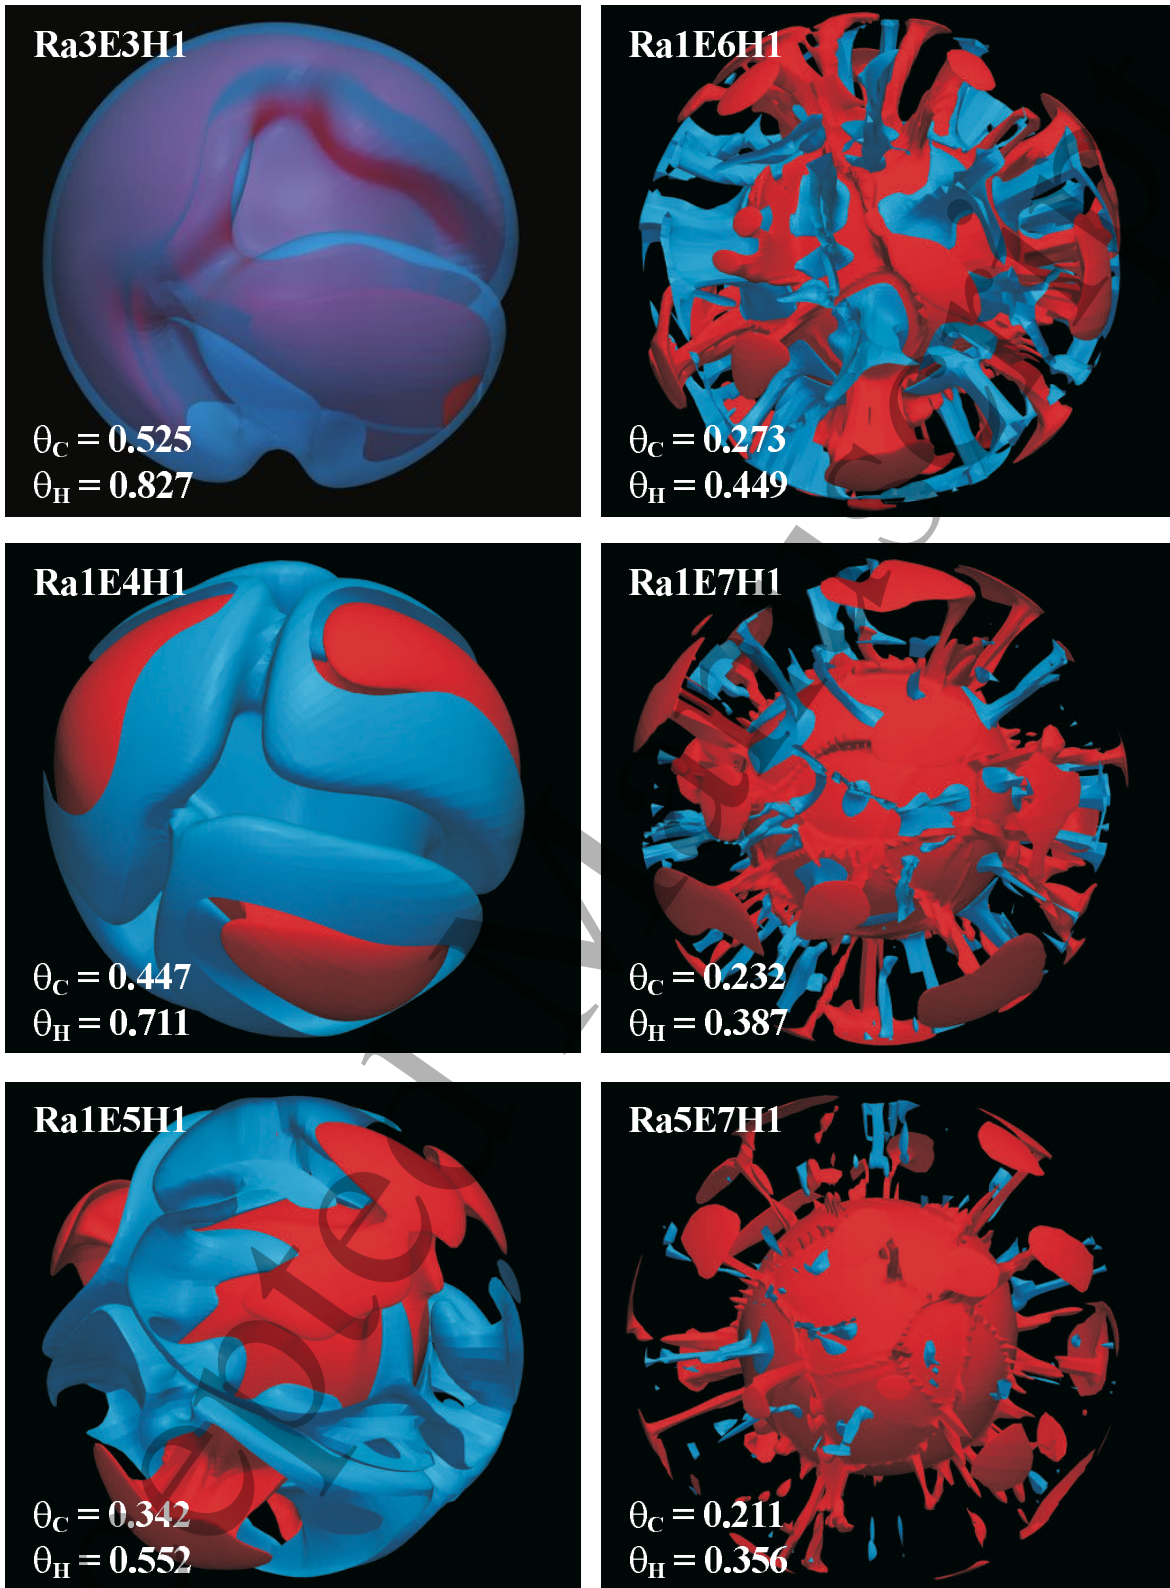 Ra3E3H1
θC = 0.525
θH = 0.827
Ra1E4H1
θC = 0.447
θH = 0.711
Ra1E5H1
θC = 0.342
θH = 0.552
Ra1E6H1
θC = 0.273
θH = 0.449
Ra1E7H1
θC = 0.232
θH = 0.387
Ra5E7H1
θC = 0.211
θH = 0.356